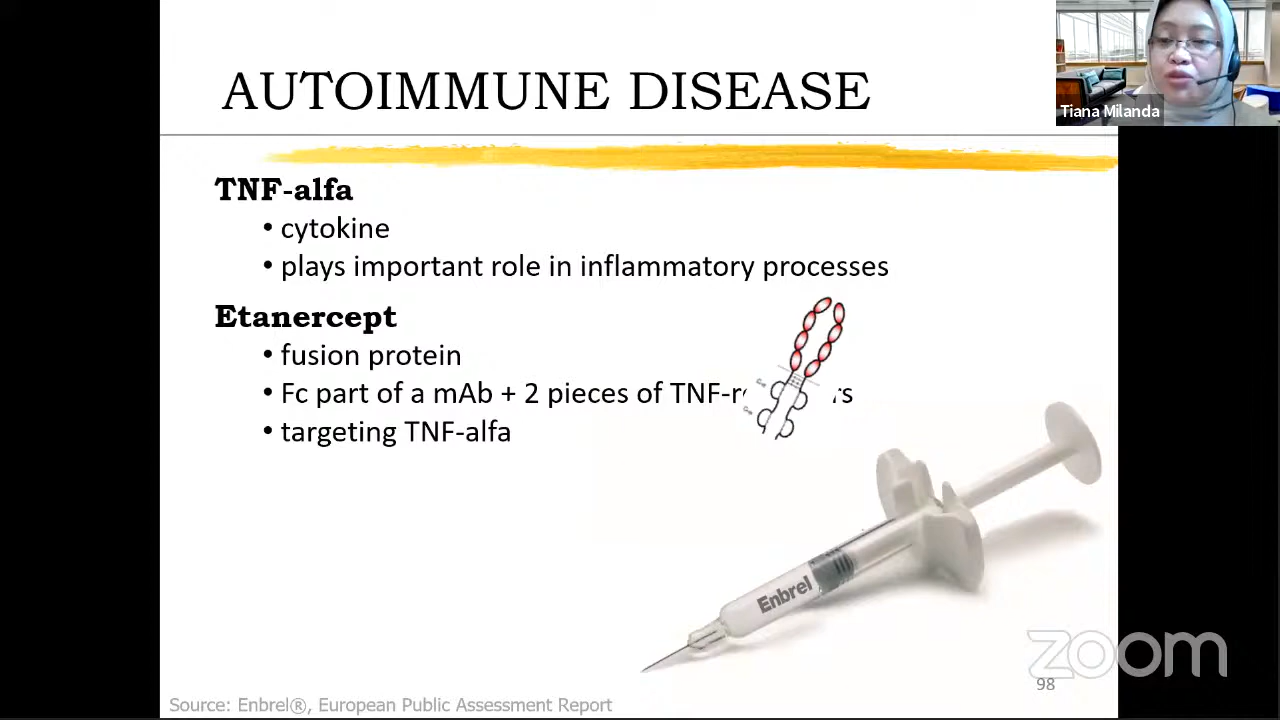 AUTOIMMUNE DISEASE
Tiana Milanda
TNF-alfa
• cytokine
• plays important role in inflammatory processes
Etanercept
• fusion protein
• Fc part of a mAb + 2 pieces of
• targeting TNF-alfa
Enbrel
zoom
98
Source: Enbrel®, European Public Assessment Report